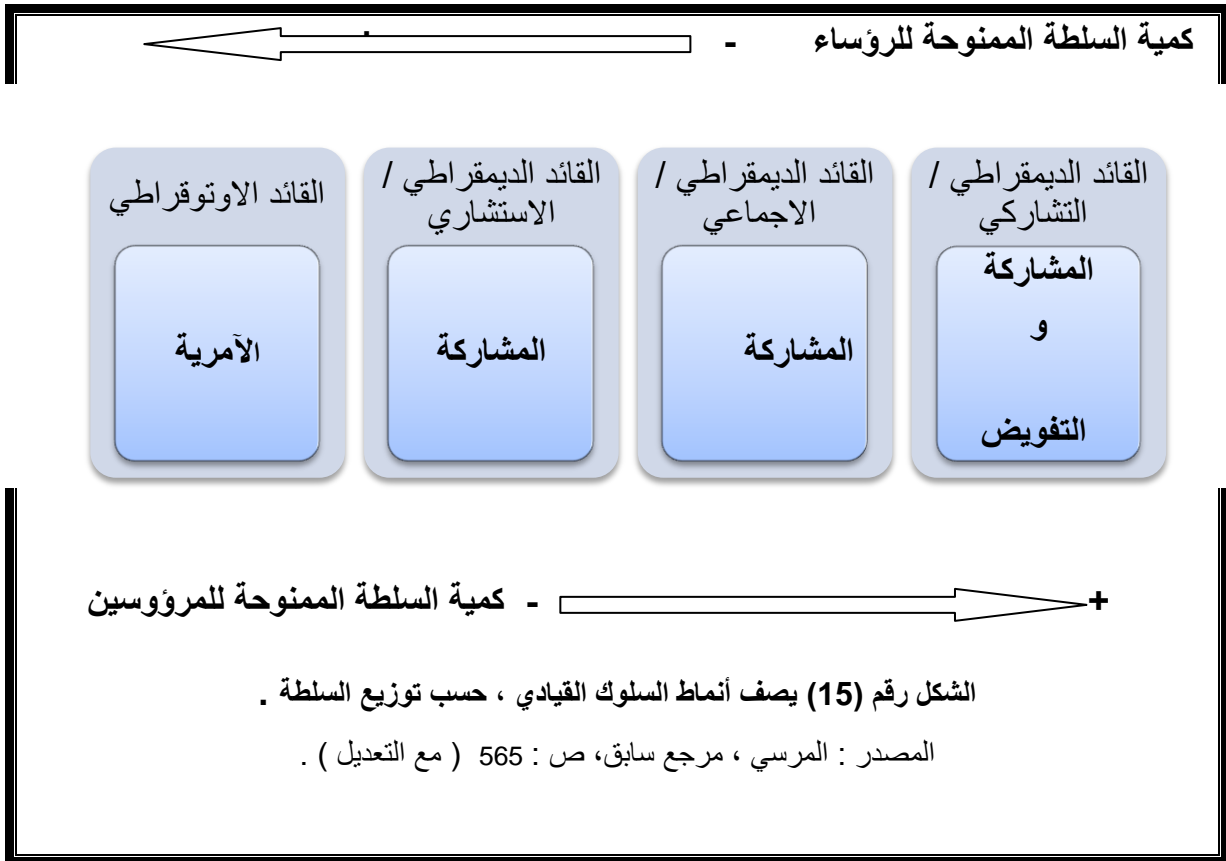 كمية السلطة الممنوحة للرؤساء -
القائد الديمقراطي /
التشاركي
المشاركة
و
التفويض
القائد الديمقراطي /
الاجماعي
المشاركة
القائد الديمقراطي /
الاستشاري
المشاركة
القائد الاوتوقراطي
الآمرية
+ - كمية السلطة الممنوحة للمرؤوسين
الشكل رقم (15) يصف أنماط السلوك القيادي ، حسب توزيع السلطة .
المصدر : المرسي ، مرجع سابق، ص : 565 ( مع التعديل ) .